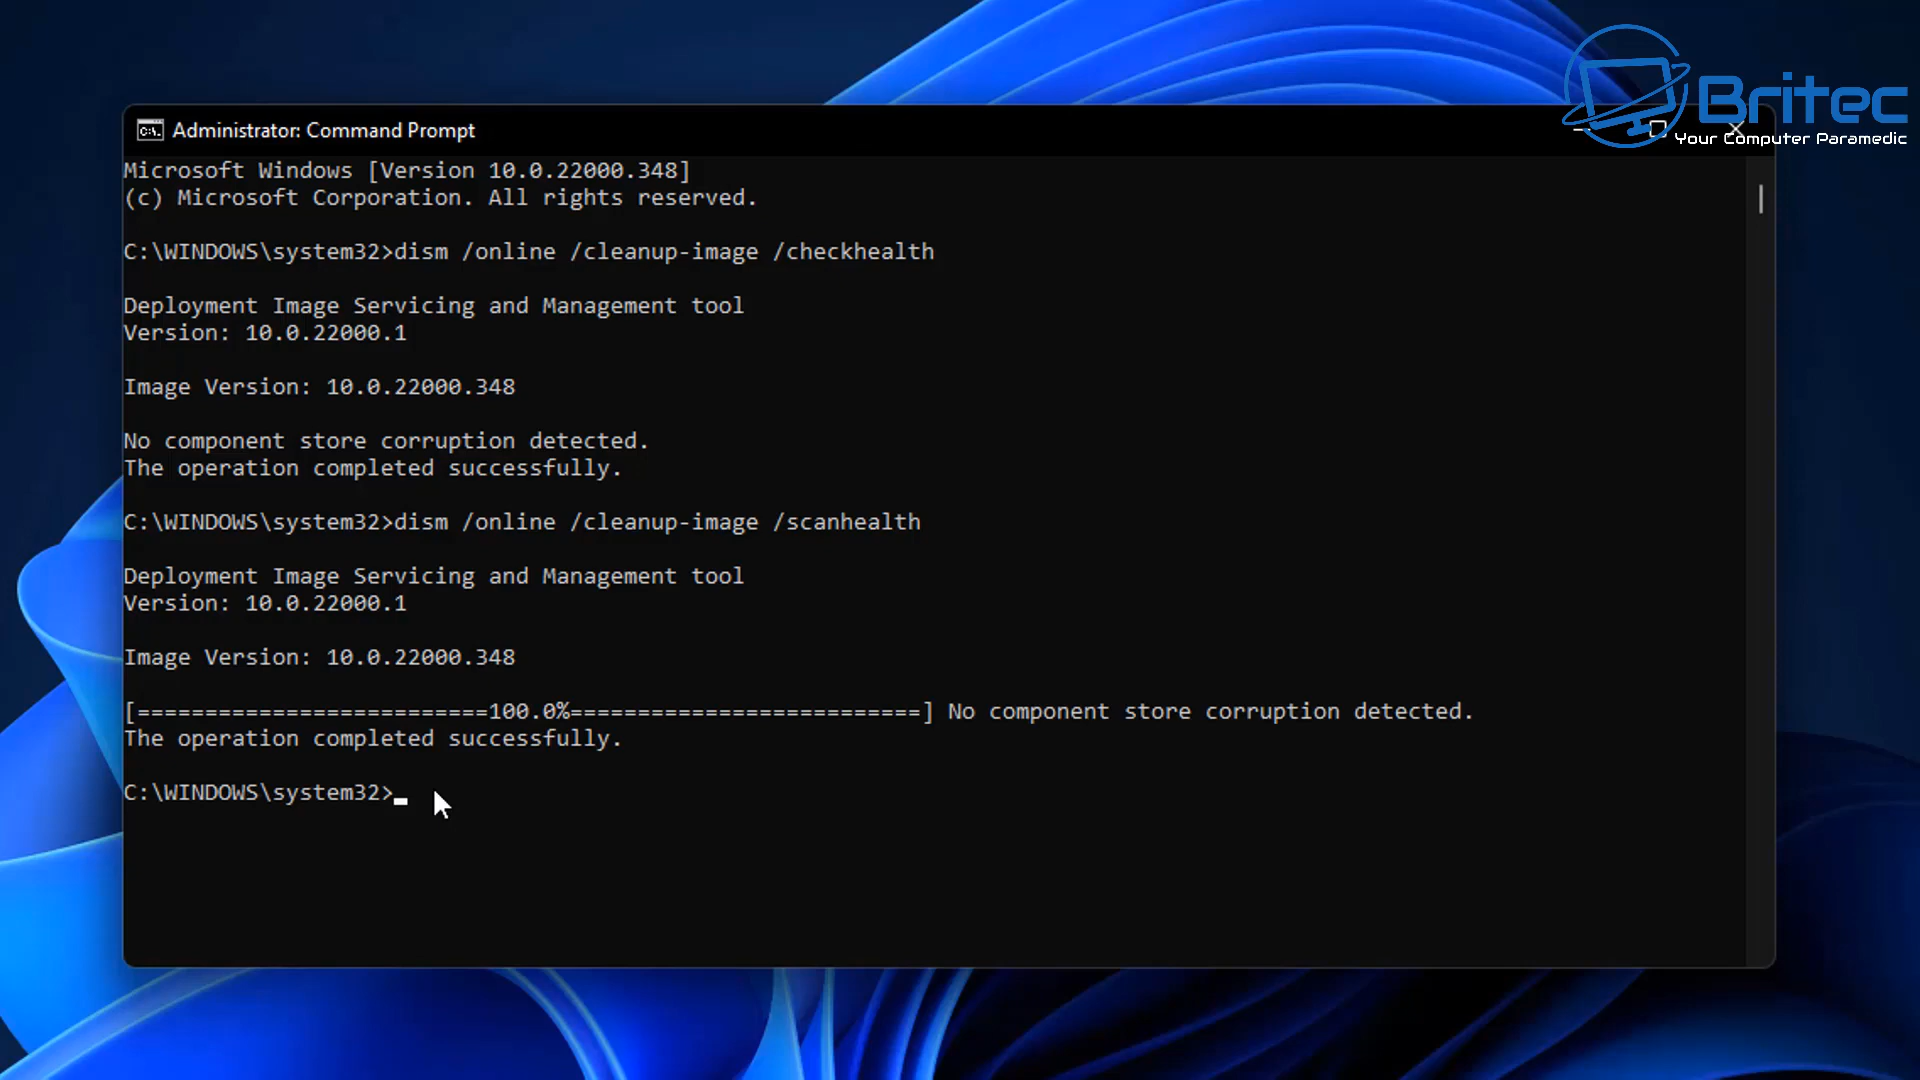 Britec
Your Computer Paramedic
Administrator: Command Prompt
Microsoft Windows [Version 10.0.22000.348]
(c) Microsoft Corporation. All rights reserved.
C:\WINDOWS\system32>dism /online /cleanup-image /checkhealth
Deployment Image Servicing and Management tool
Version: 10.0.22000.1
Image Version: 10.0.22000.348
No component store corruption detected.
The operation completed successfully.
C:\WINDOWS\system32>dism /online /cleanup-image /scanhealth
Deployment Image Servicing and Management tool
Version: 10.0.22000.1
Image Version: 10.0.22000.348
[==========================100.0%==========================] No component store corruption detected.
The operation completed successfully.
C:\WINDOWS\system32>